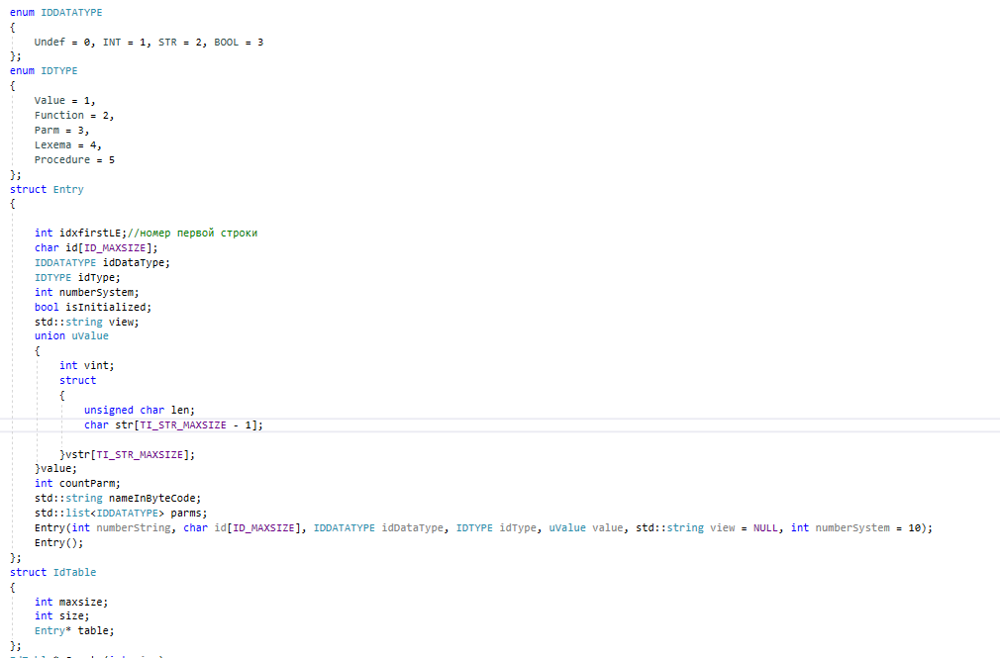 enum IDDATATYPE
{
Undef = 0, INT = 1, STR = 2, BOOL = 3
};
enum IDTYPE
{
Value = 1,
Function = 2,
Parm = 3,
Lexema = 4,
Procedure = 5
};
struct Entry
{
int idxfirstLE;//номер первой строки
char id[ID_MAXSIZE];
IDDATATYPE idDataType;
IDTYPE idType;
int numberSystem;
bool isInitialized;
std::string view;
union uValue
{
int vint;
struct
{
unsigned char len;
char str[TI_STR_MAXSIZE - 1];
}vstr[TI_STR_MAXSIZE];
}value;
int countParm;
std::string nameInByteCode;
std::list<IDDATATYPE> parms;
Entry(int numberString, char id[ID_MAXSIZE], IDDATATYPE idDataType, IDTYPE idType, uValue value, std::string view = NULL, int numberSystem = 10);
Entry();
};
struct IdTable
{
int maxsize;
int size;
Entry* table;
};